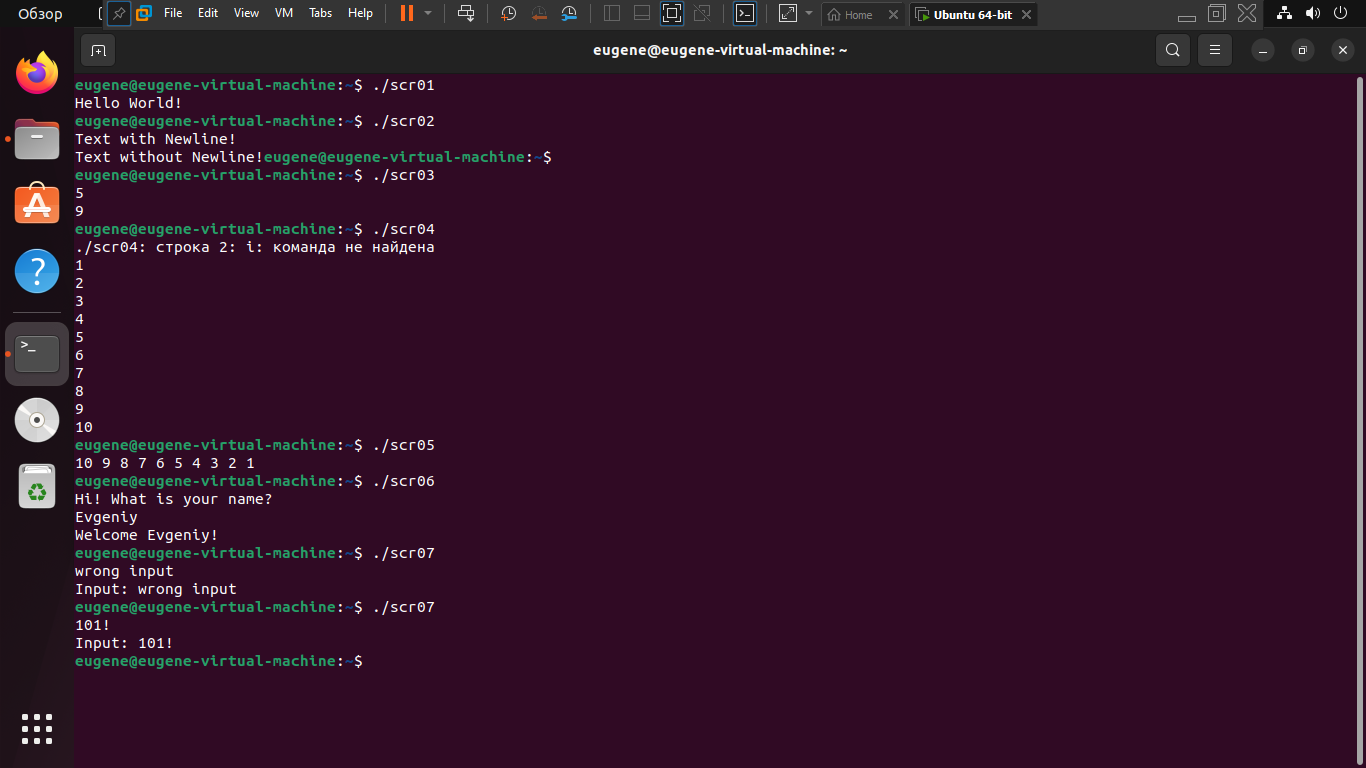 Обзор File Edit View VM Tabs Help Home Ubuntu 64-bit
eugene@eugene-virtual-machine: ~
eugene@eugene-virtual-machine:~$ ./scr01
Hello World!
eugene@eugene-virtual-machine:~$ ./scr02
Text with Newline!
Text without Newline!eugene@eugene-virtual-machine:~$
eugene@eugene-virtual-machine:~$ ./scr03
5
9
eugene@eugene-virtual-machine:~$ ./scr04
./scr04: строка 2: i: команда не найдена
1
2
3
4
5
6
7
8
9
10
eugene@eugene-virtual-machine:~$ ./scr05
10 9 8 7 6 5 4 3 2 1
eugene@eugene-virtual-machine:~$ ./scr06
Hi! What is your name?
Evgeniy
Welcome Evgeniy!
eugene@eugene-virtual-machine:~$ ./scr07
wrong input
Input: wrong input
eugene@eugene-virtual-machine:~$ ./scr07
101!
Input: 101!
eugene@eugene-virtual-machine:~$